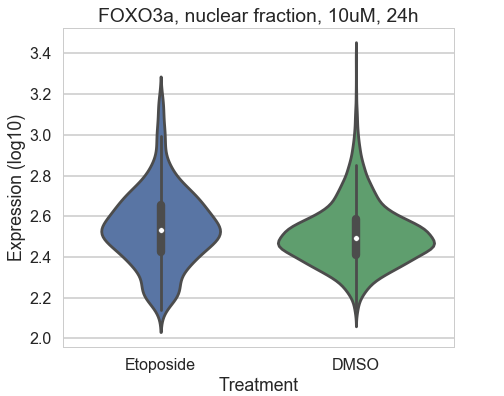 FOXO3a, nuclear fraction, 10uM, 24h
Expression (log10)
3.4
3.2
3.0
2.8
2.6
2.4
2.2
2.0
Etoposide DMSO
Treatment